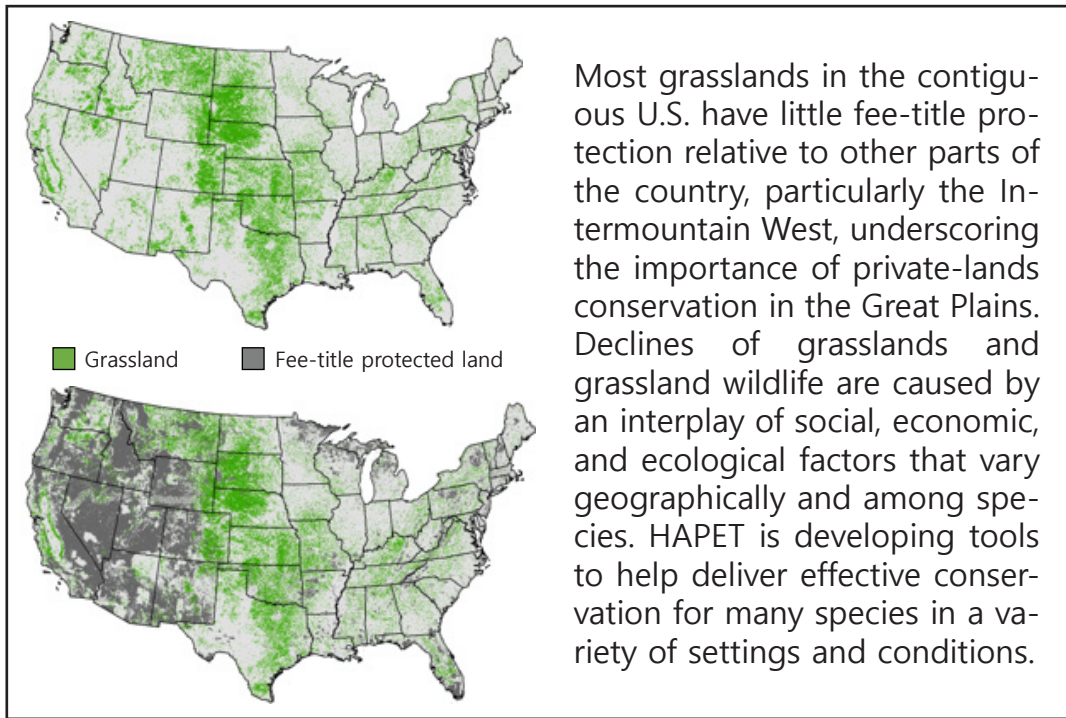 Most grasslands in the contigu-
ous U.S. have little fee-title pro-
tection relative to other parts of
the country, particularly the In-
termountain West, underscoring
the importance of private-lands
conservation in the Great Plains.
Declines of grasslands and
grassland wildlife are caused by
an interplay of social, economic,
and ecological factors that vary
geographically and among spe-
cies. HAPET is developing tools
to help deliver effective conser-
vation for many species in a va-
riety of settings and conditions.
Grassland
Fee-title protected land